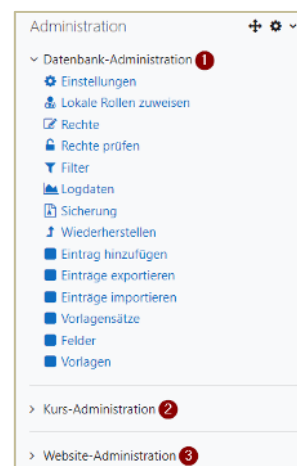 Administration
Datenbank-Administration 1
Einstellungen
Lokale Rollen zuweisen
Rechte
Rechte prüfen
Filter
Logdaten
Sicherung
Wiederherstellen
Eintrag hinzufügen
Einträge exportieren
Einträge importieren
Vorlagensätze
Felder
Vorlagen
Kurs-Administration 2
Website-Administration 3